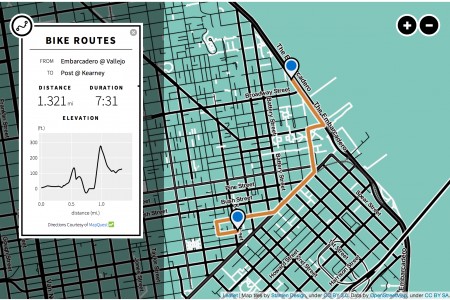 BIKE ROUTES
FROM Embarcadero @ Vallejo
TO Post @ Kearney
DISTANCE DURATION
1.321 mi 7:31
ELEVATION
(ft.)
300
200
100
0
0.0 0.5 1.0
distance (mi.)
Directions Courtesy of MapQuest
The Embarcadero
Broadway Street
Battery Street
The Embarcadero
Battery Street
Pine Street
Bush Street
Spear Street
Leaflet | Map tiles by Stamen Design, under CC BY 3.0. Data by OpenStreetMap, under CC BY SA.